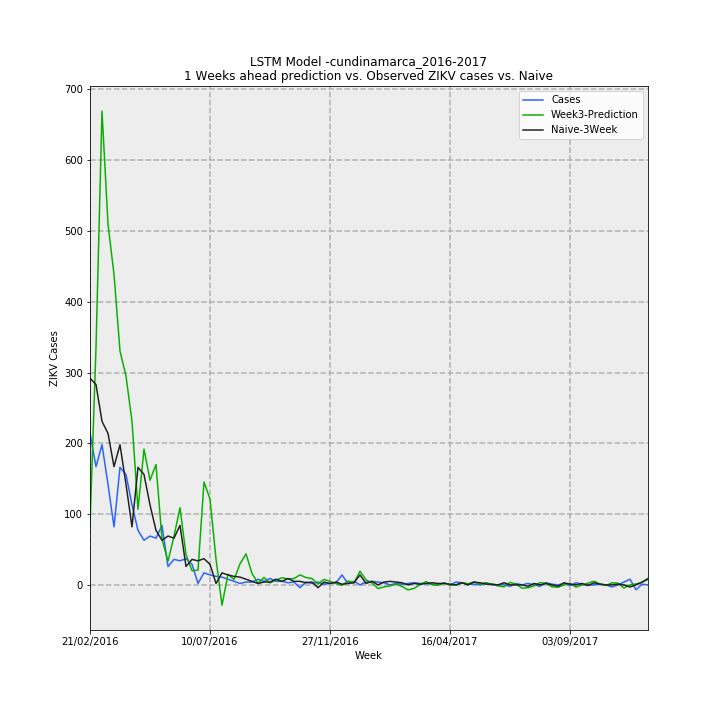 LSTM Model -cundinamarca_2016-2017
1 Weeks ahead prediction vs. Observed ZIKV cases vs. Naive
Cases
Week3-Prediction
Naive-3Week
700
600
500
400
300
200
100
0
ZIKV Cases
21/02/2016
10/07/2016
27/11/2016
16/04/2017
03/09/2017
Week